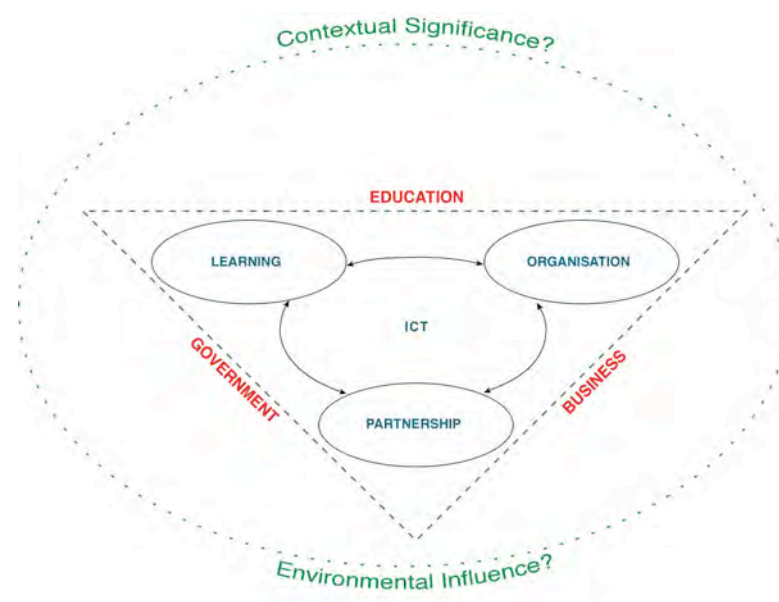 Contextual Significance?
EDUCATION
LEARNING
ORGANISATION
ICT
GOVERNMENT
BUSINESS
PARTNERSHIP
Environmental Influence?